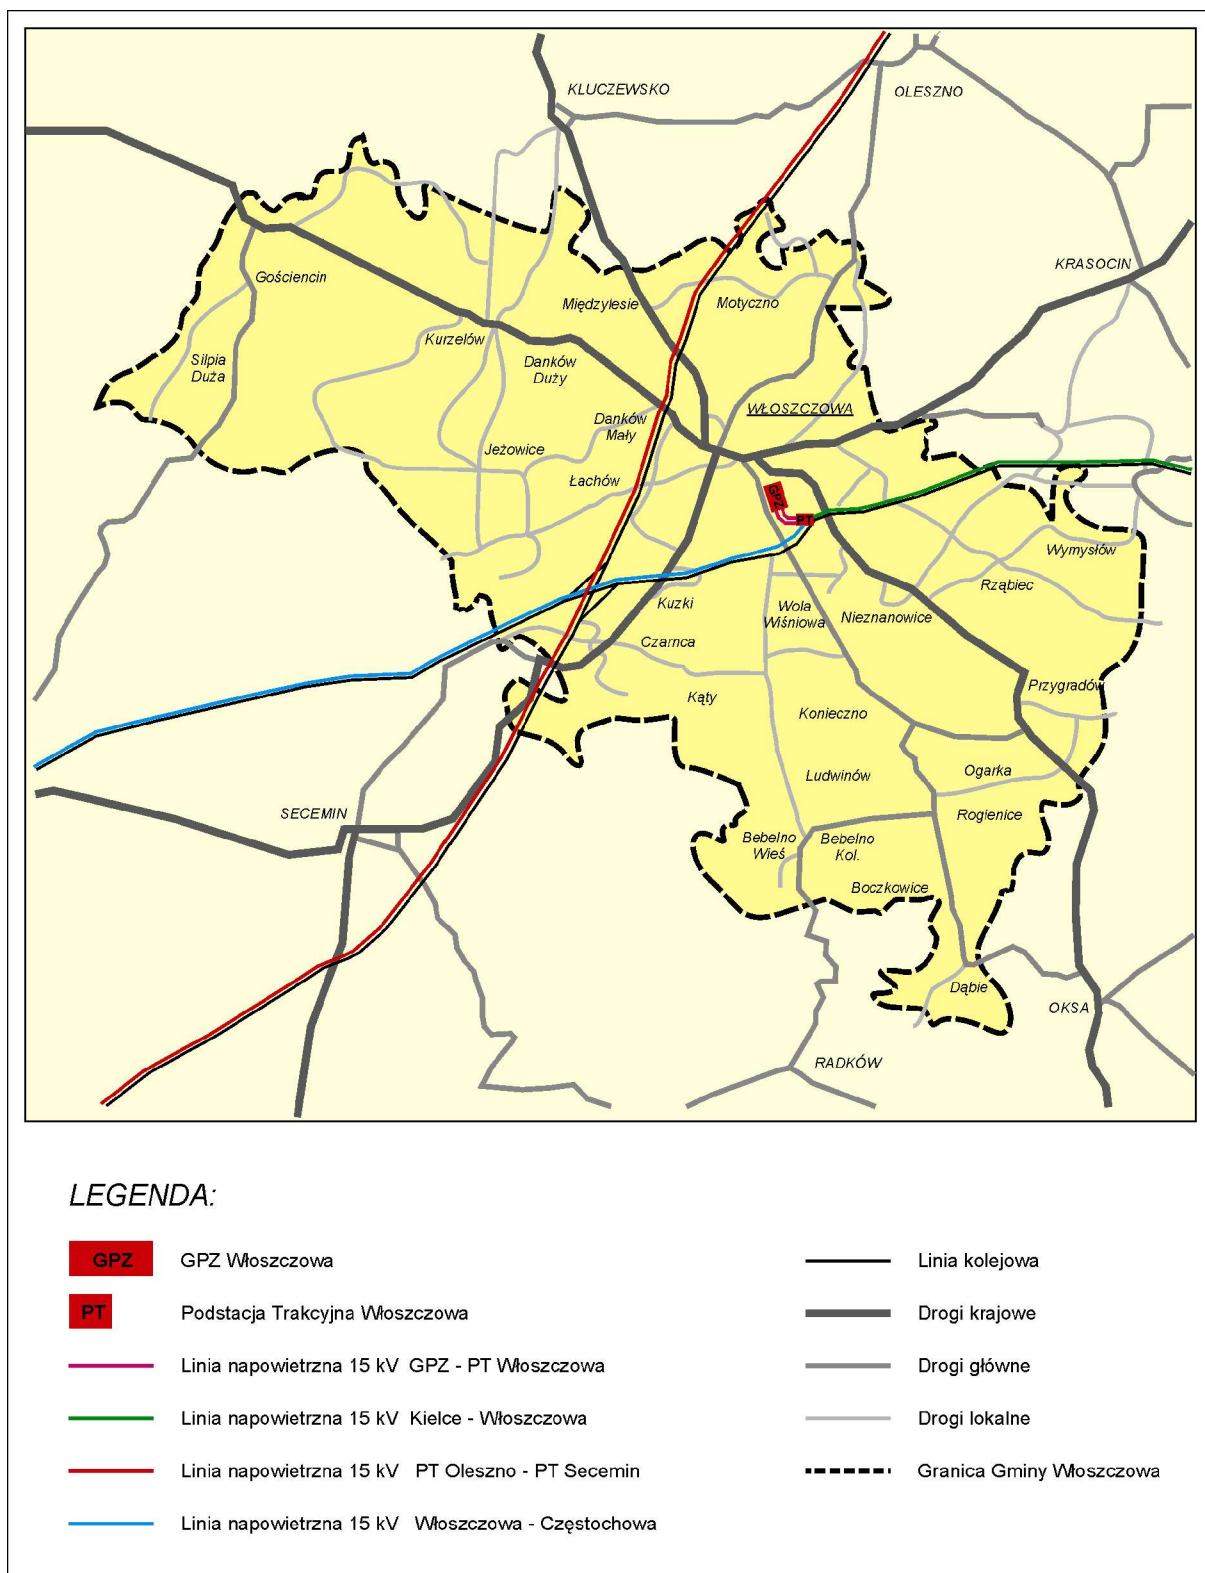 KLUCZEWSKO
OLESZNO
KRASOCIN
Gościencin
Międzylesie
Motyczno
Kurzelów
Silpia
Duża
Danków
Duży
WŁOSZCZOWA
Danków
Mały
Jeżowice
Łachów
GPZ
PT
Wymysłów
Rząbiec
Kuzki
Wola
Wiśniowa
Nieznanowice
Czarnca
Kąty
Przygradów
Konieczno
Ludwinów
Ogarka
SECEMIN
Rogienice
Bebelno
Wieś
Bebelno
Kol.
Boczkowice
Dąbie
OKSA
RADKÓW
LEGENDA:
GPZ GPZ Włoszczowa
PT Podstacja Trakcyjna Włoszczowa
Linia napowietrzna 15 kV GPZ - PT Włoszczowa
Linia napowietrzna 15 kV Kielce - Włoszczowa
Linia napowietrzna 15 kV PT Oleszno - PT Secemin
Linia napowietrzna 15 kV Włoszczowa - Częstochowa
Linia kolejowa
Drogi krajowe
Drogi główne
Drogi lokalne
Granica Gminy Włoszczowa